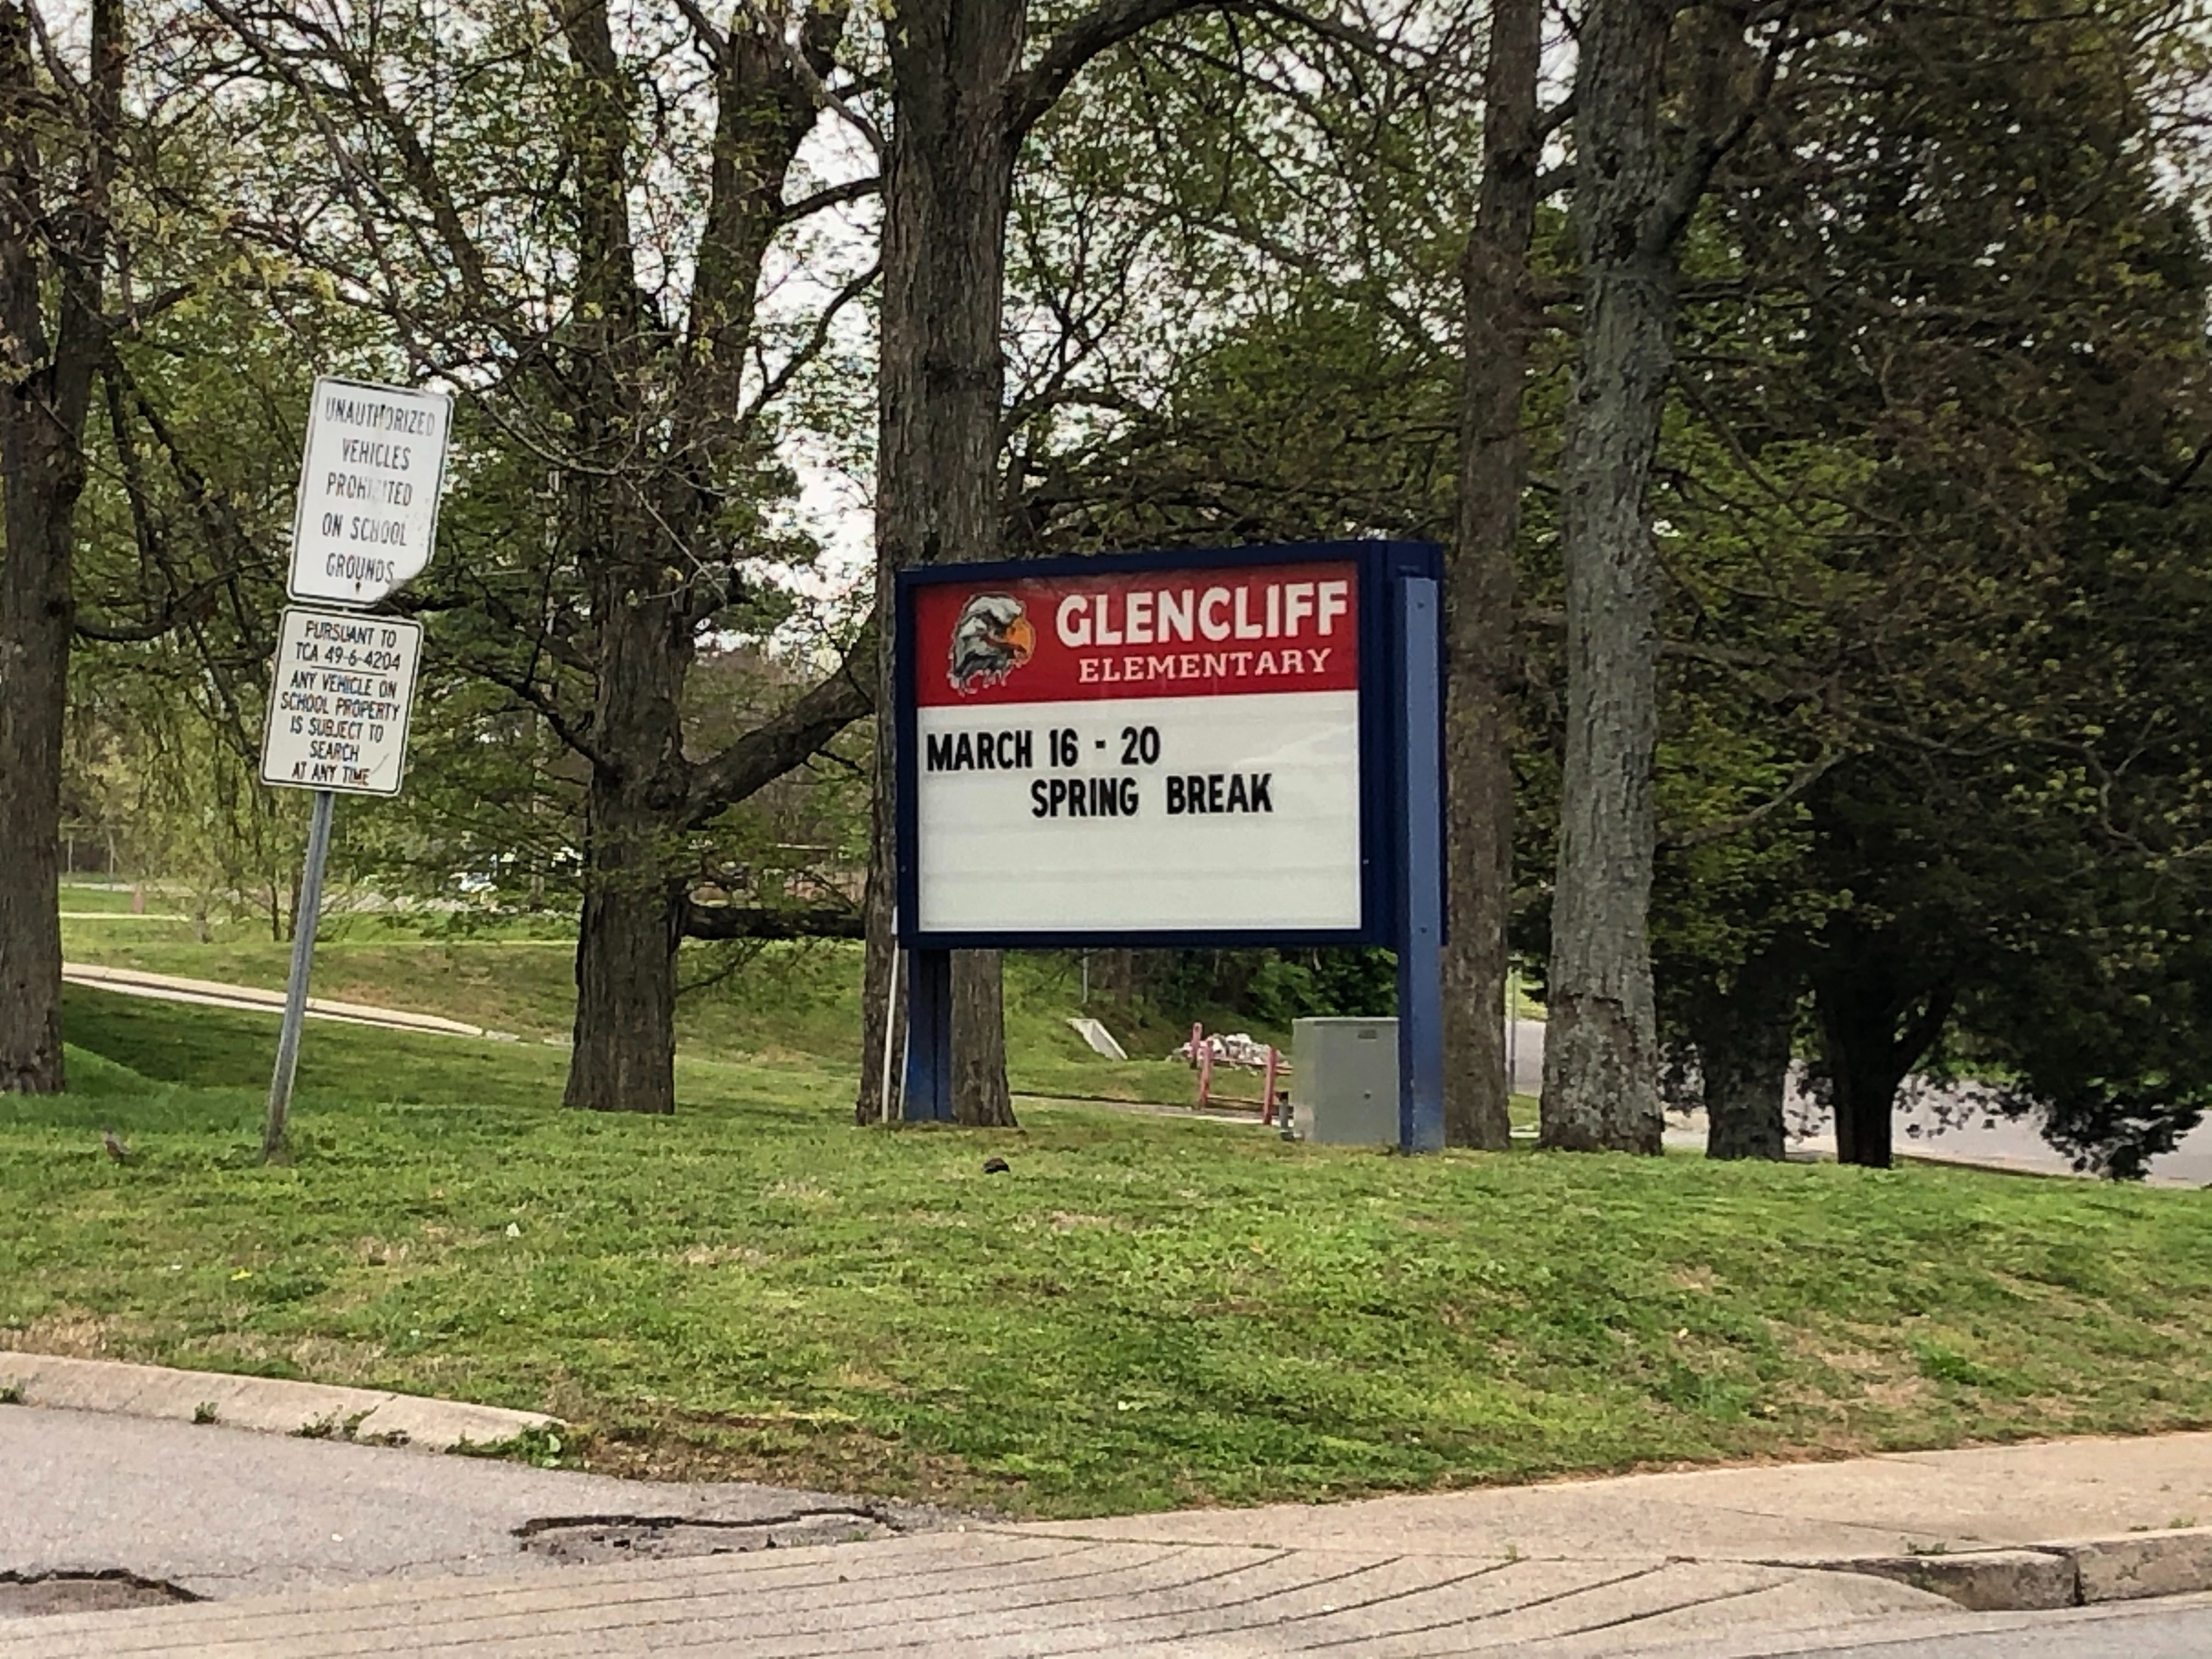 UNAUTHORIZED
VEHICLES
PROHIBITED
ON SCHOOL
GROUNDS
PURSUANT TO
TCA 49-6-4204
ANY VEHICLE ON
SCHOOL PROPERTY
IS SUBJECT TO
SEARCH
AT ANY TIME
GLENCLIFF
ELEMENTARY
MARCH 16 - 20
SPRING BREAK